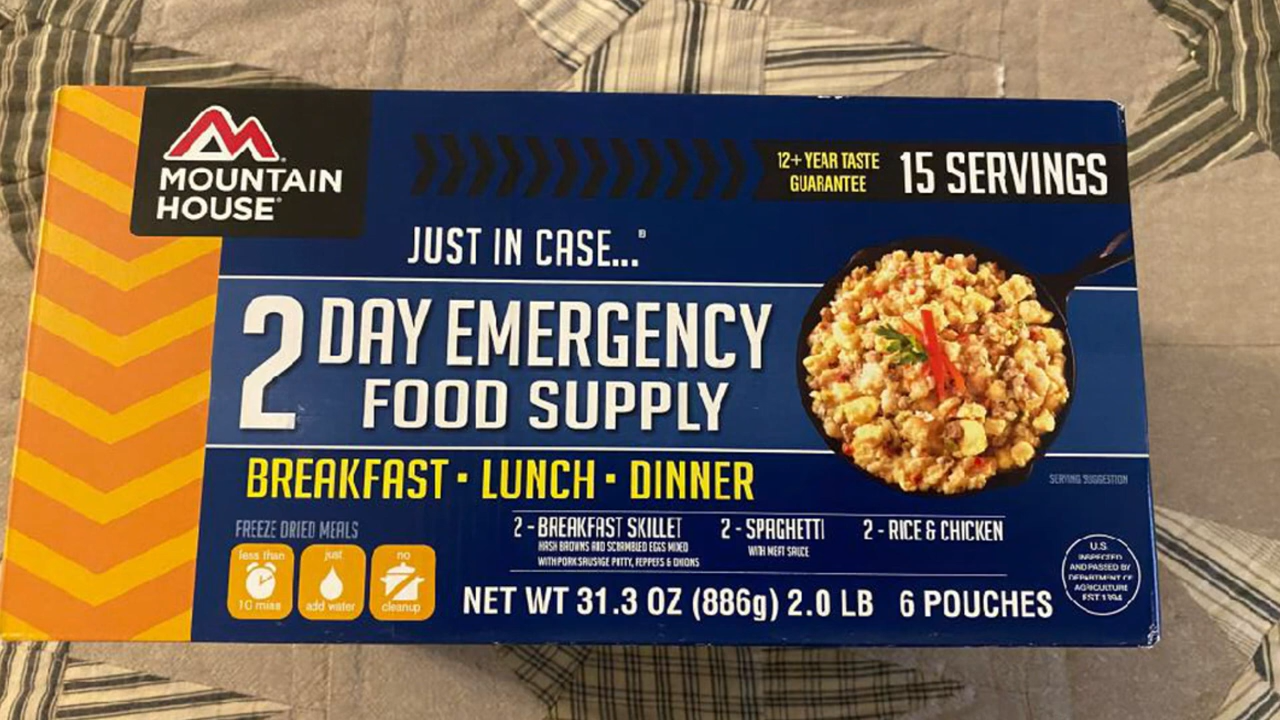 MOUNTAIN
HOUSE
12+ YEAR TASTE
GUARANTEE
15 SERVINGS
JUST IN CASE...®
2 DAY EMERGENCY
FOOD SUPPLY
BREAKFAST · LUNCH · DINNER
SERVING SUGGESTION
FREEZE DRIED MEALS
less than
10 mins
just
add water
no
cleanup
2 - BREAKFAST SKILLET
HASH BROWNS AND SCRAMBLED EGGS MIXED
WITH PORK SAUSAGE PATTY, PEPPERS & ONIONS
2 - SPAGHETTI
WITH MEAT SAUCE
2 - RICE & CHICKEN
NET WT 31.3 OZ (886g) 2.0 LB 6 POUCHES
U.S.
INSPECTED
AND PASSED BY
DEPARTMENT OF
AGRICULTURE